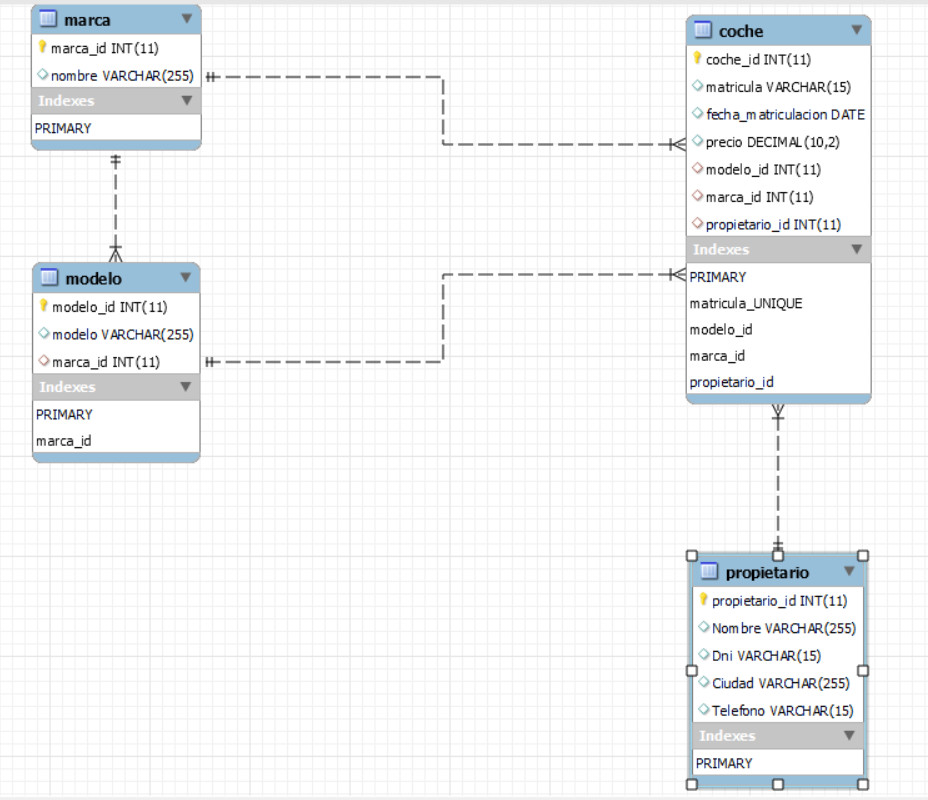 marca
marca_id INT(11)
nombre VARCHAR(255)
Indexes
PRIMARY
modelo
modelo_id INT(11)
modelo VARCHAR(255)
marca_id INT(11)
Indexes
PRIMARY
marca_id
coche
coche_id INT(11)
matricula VARCHAR(15)
fecha_matriculacion DATE
precio DECIMAL(10,2)
modelo_id INT(11)
marca_id INT(11)
propietario_id INT(11)
Indexes
PRIMARY
matricula_UNIQUE
modelo_id
marca_id
propietario_id
propietario
propietario_id INT(11)
Nombre VARCHAR(255)
Dni VARCHAR(15)
Ciudad VARCHAR(255)
Telefono VARCHAR(15)
Indexes
PRIMARY